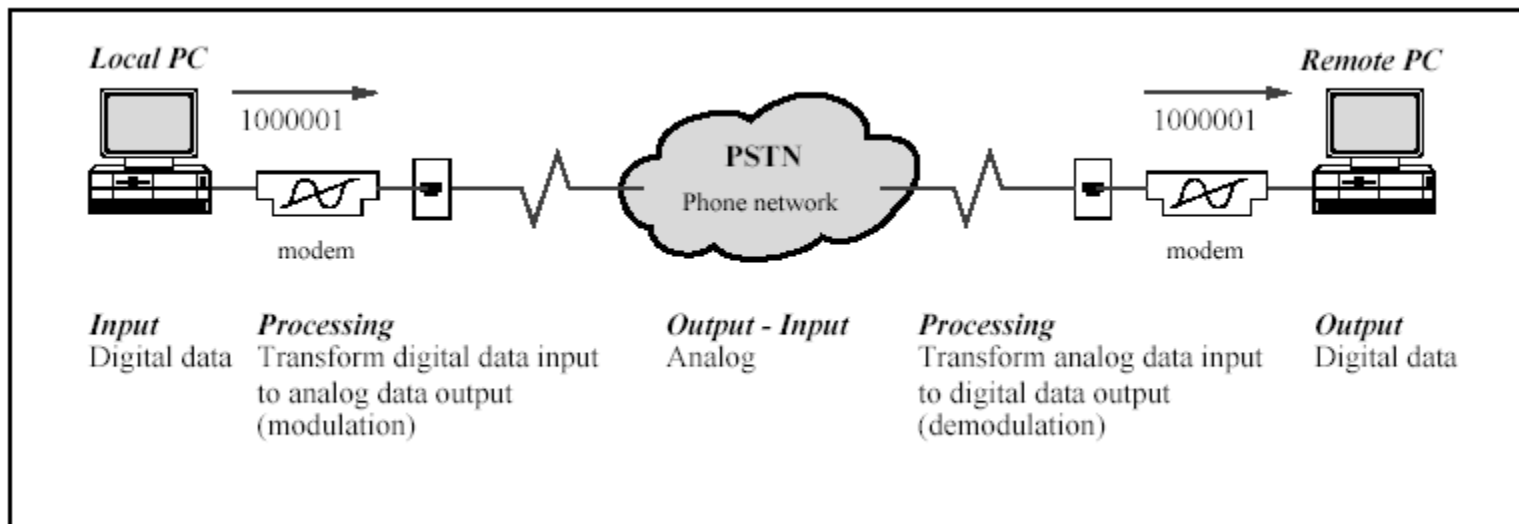 Local PC
Remote PC
1000001
1000001
PSTN
Phone network
modem
modem
Input
Digital data
Processing
Transform digital data input
to analog data output
(modulation)
Output - Input
Analog
Processing
Transform analog data input
to digital data output
(demodulation)
Output
Digital data